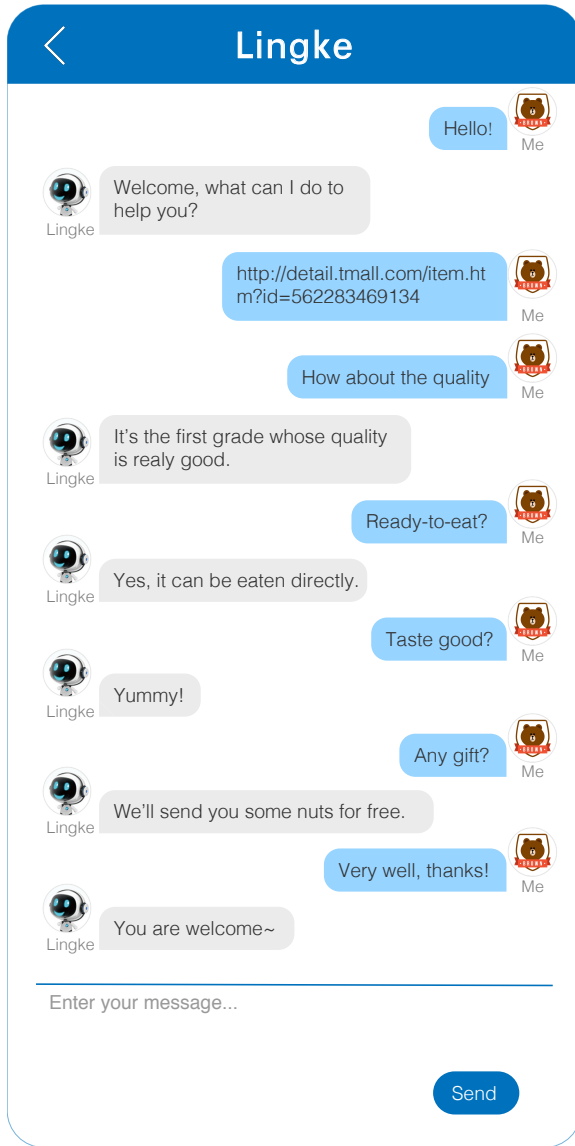 Lingke
Hello!
Me
Welcome, what can I do to
help you?
Lingke
http://detail.tmall.com/item.ht
m?id=562283469134
Me
How about the quality
Me
It's the first grade whose quality
is realy good.
Lingke
Ready-to-eat?
Me
Yes, it can be eaten directly.
Lingke
Taste good?
Me
Yummy!
Lingke
Any gift?
Me
We'll send you some nuts for free.
Lingke
Very well, thanks!
Me
You are welcome~
Lingke
Enter your message...
Send